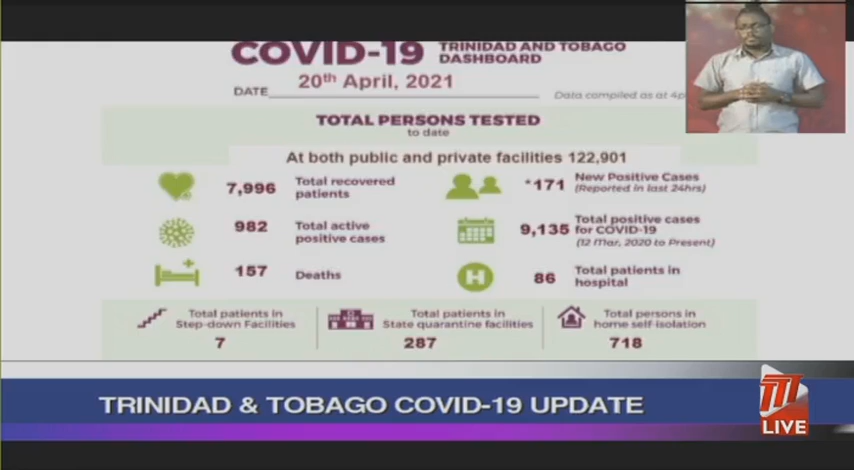 COVID-19 TRINIDAD AND TOBAGO
DASHBOARD
DATE 20th April, 2021
Data compiled as at 4p
TOTAL PERSONS TESTED
to date
At both public and private facilities 122,901
7,996 Total recovered
patients
*171 New Positive Cases
(Reported in last 24hrs)
982 Total active
positive cases
9,135 Total positive cases
for COVID-19
(12 Mar, 2020 to Present)
157 Deaths
H 86 Total patients in
hospital
Total patients in
Step-down Facilities
7
Total patients in
State quarantine facilities
287
Total persons in
home self-isolation
718
TRINIDAD & TOBAGO COVID-19 UPDATE
TTT
LIVE